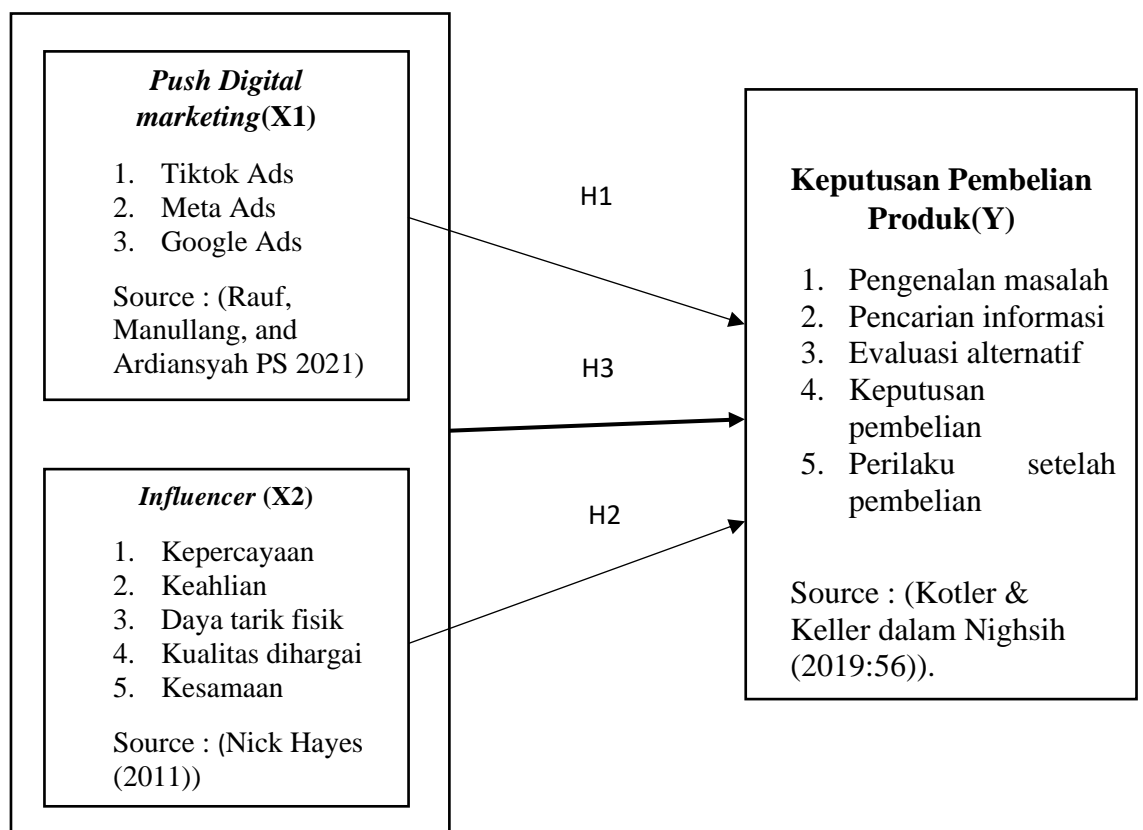 Push Digital
marketing(X1)
1. Tiktok Ads
2. Meta Ads
3. Google Ads
Source : (Rauf,
Manullang, and
Ardiansyah PS 2021)
Influencer (X2)
1. Kepercayaan
2. Keahlian
3. Daya tarik fisik
4. Kualitas dihargai
5. Kesamaan
Source : (Nick Hayes
(2011))
H1
H3
H2
Keputusan Pembelian
Produk(Y)
1. Pengenalan masalah
2. Pencarian informasi
3. Evaluasi alternatif
4. Keputusan
pembelian
5. Perilaku setelah
pembelian
Source : (Kotler &
Keller dalam Nighsih
(2019:56)).